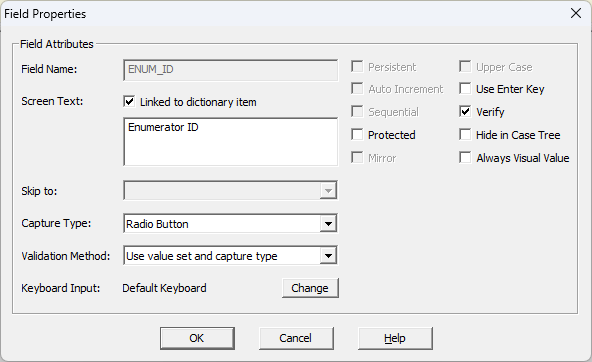 Field Properties
Field Attributes
Field Name:
ENUM_ID
Screen Text:
Linked to dictionary item
Enumerator ID
Skip to:
Capture Type:
Radio Button
Validation Method:
Use value set and capture type
Keyboard Input:
Default Keyboard
Change
Persistent
Auto Increment
Sequential
Protected
Mirror
Upper Case
Use Enter Key
Verify
Hide in Case Tree
Always Visual Value
OK
Cancel
Help